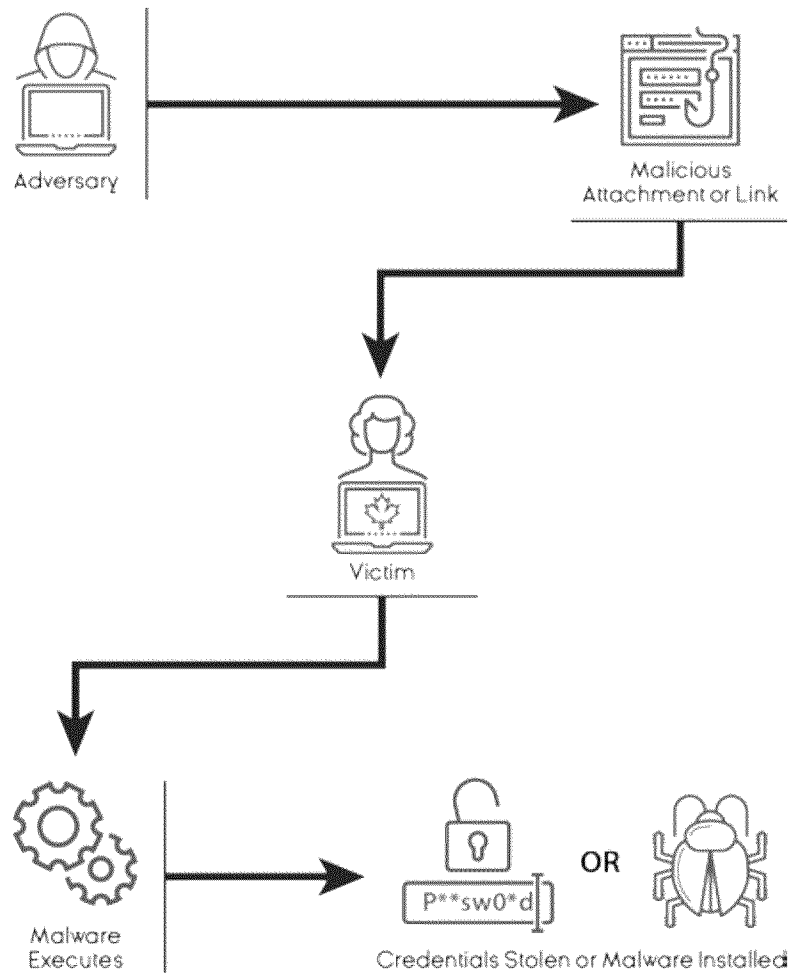 Adversary
Malicious
Attachment or Link
Victim
P**sw0*d
OR
Malware
Executes
Credentials Stolen or Malware Installed